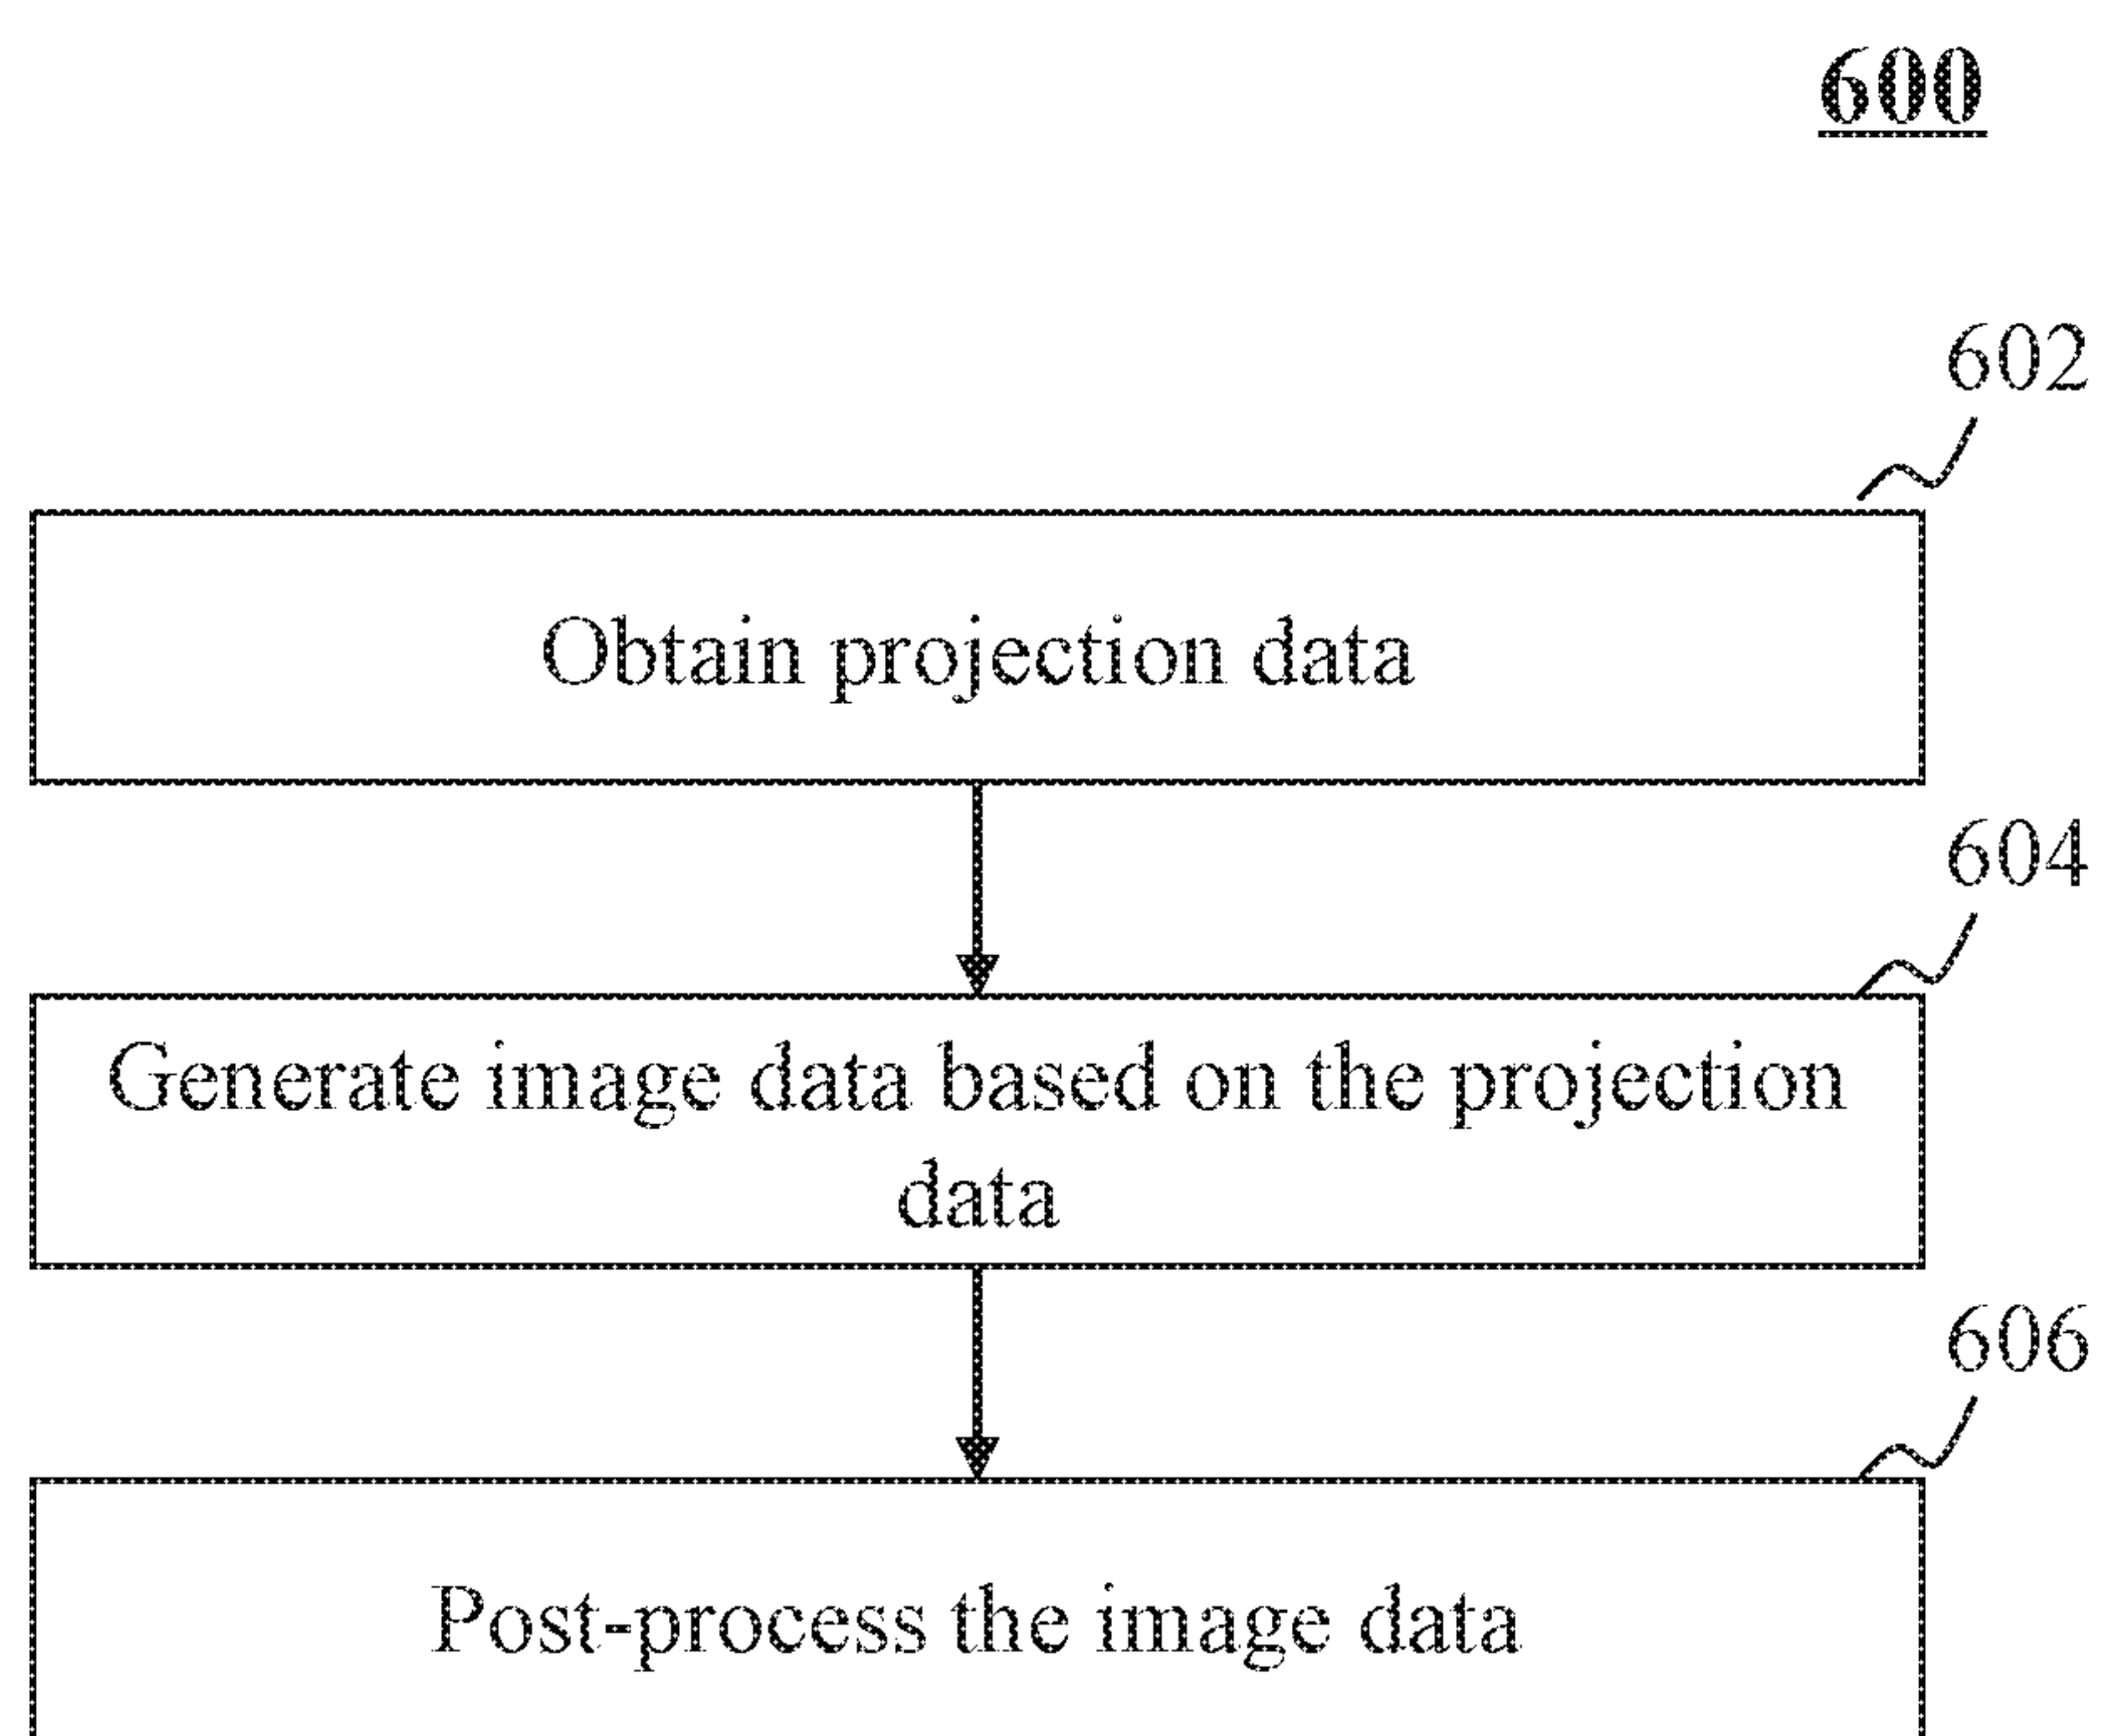 600
602
Obtain projection data
604
Generate image data based on the projection
data
606
Post-process the image data